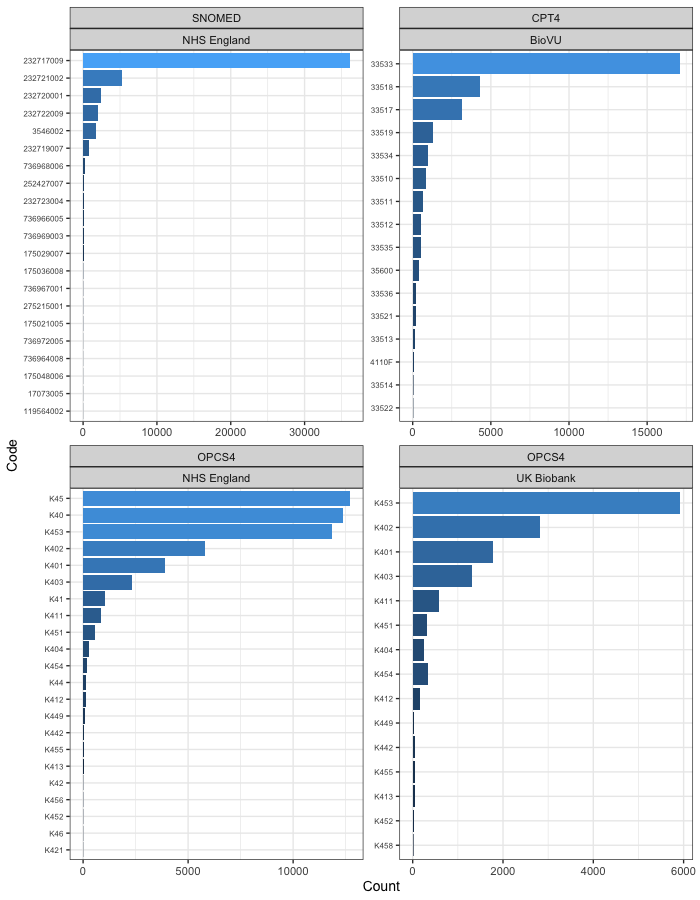 SNOMED
NHS England
232717009
232721002
232720001
232722009
3546002
232719007
736968006
252427007
232723004
736966005
736969003
175029007
175036008
736967001
275215001
175021005
736972005
736964008
175048006
17073005
119564002
0 10000 20000 30000
CPT4
BioVU
33533
33518
33517
33519
33534
33510
33511
33512
33535
35600
33536
33521
33513
4110F
33514
33522
0 5000 10000 15000
Code
OPCS4
NHS England
K45
K40
K453
K402
K401
K403
K41
K411
K451
K404
K454
K44
K412
K449
K442
K455
K413
K42
K456
K452
K46
K421
0 5000 10000
OPCS4
UK Biobank
K453
K402
K401
K403
K411
K451
K404
K454
K412
K449
K442
K455
K413
K452
K458
0 2000 4000 6000
Count